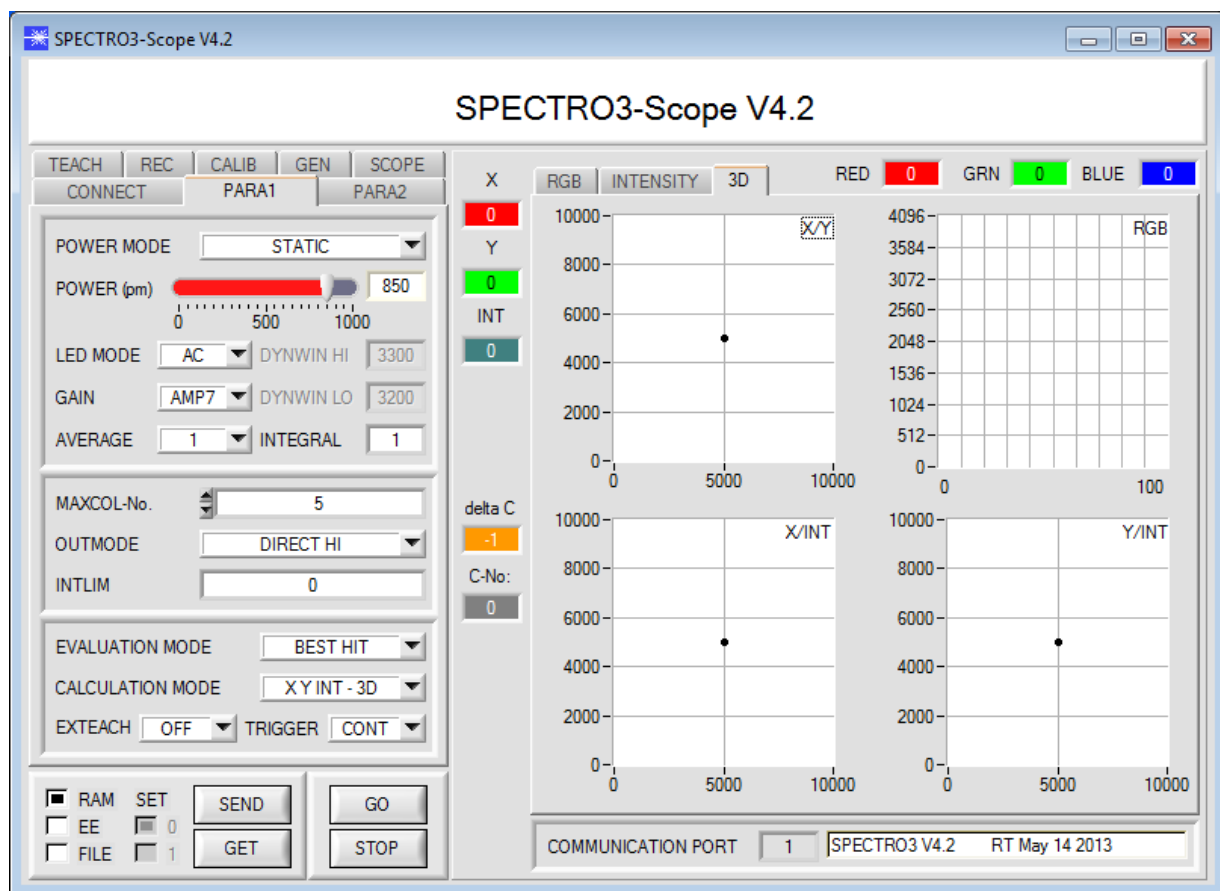 SPECTRO3-Scope V4.2
SPECTRO3-Scope V4.2
TEACH REC CALIB GEN SCOPE
CONNECT PARA1 PARA2
POWER MODE STATIC
POWER (pm) 850
0 500 1000
LED MODE AC DYNWIN HI 3300
GAIN AMP7 DYNWIN LO 3200
AVERAGE 1 INTEGRAL 1
MAXCOL-No. 5
OUTMODE DIRECT HI
INTLIM 0
EVALUATION MODE BEST HIT
CALCULATION MODE X Y INT - 3D
EXTEACH OFF TRIGGER CONT
RAM SET SEND GO
EE 0
FILE 1 GET STOP
X
0
Y
0
INT
0
delta C
-1
C-No:
0
RGB INTENSITY 3D RED 0 GRN 0 BLUE 0
X/Y
10000
8000
6000
4000
2000
0
0 5000 10000
RGB
4096
3584
3072
2560
2048
1536
1024
512
0
0 100
X/INT
10000
8000
6000
4000
2000
0
0 5000 10000
Y/INT
10000
8000
6000
4000
2000
0
0 5000 10000
COMMUNICATION PORT 1 SPECTRO3 V4.2 RT May 14 2013